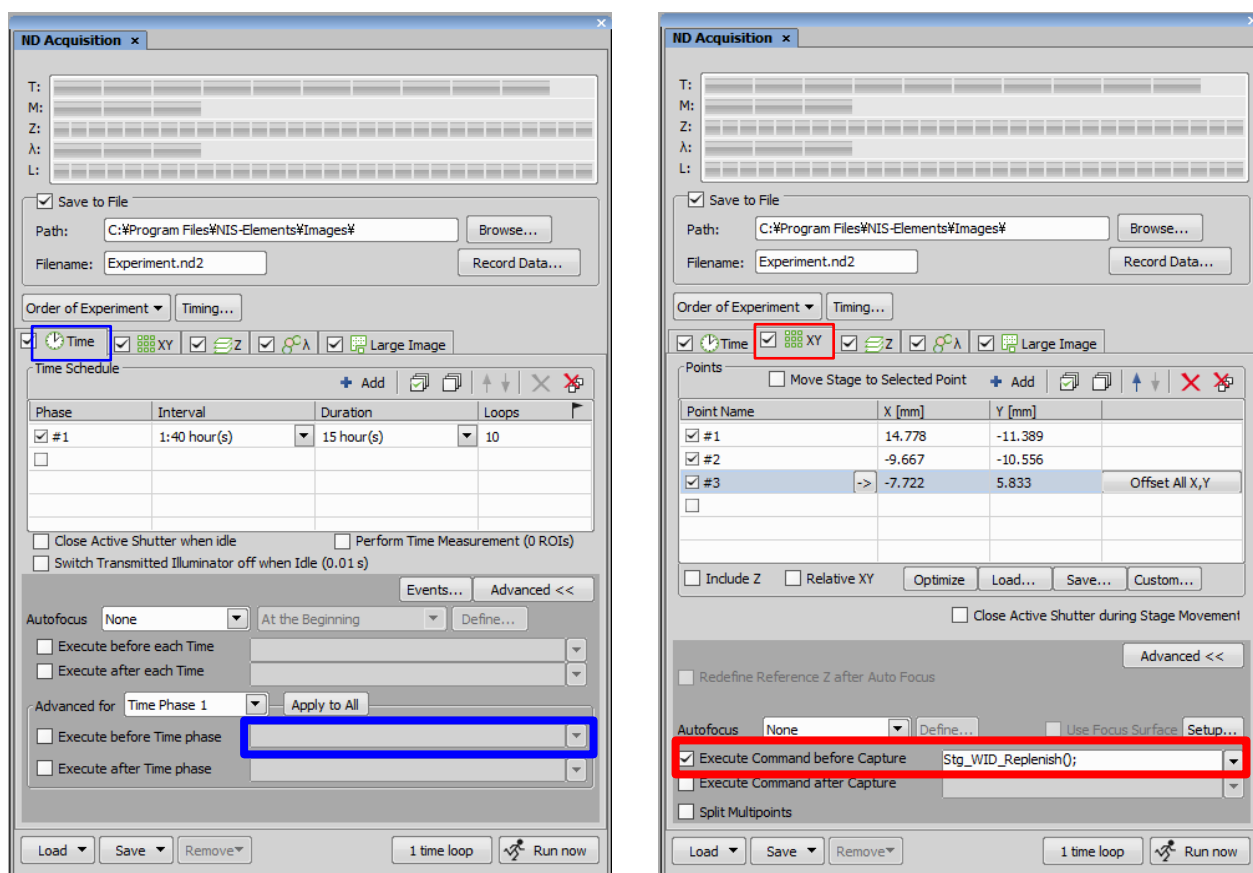 ND Acquisition ×
T:
M:
Z:
λ:
L:
Save to File
Path: C:¥Program Files¥NIS-Elements¥Images¥ Browse...
Filename: Experiment.nd2 Record Data...
Order of Experiment Timing...
Time XY Z λ Large Image
Time Schedule
+ Add
Phase Interval Duration Loops
#1 1:40 hour(s) 15 hour(s) 10
Close Active Shutter when idle Perform Time Measurement (0 ROIs)
Switch Transmitted Illuminator off when Idle (0.01 s)
Events... Advanced <<
Autofocus None At the Beginning Define...
Execute before each Time
Execute after each Time
Advanced for Time Phase 1 Apply to All
Execute before Time phase
Execute after Time phase
Load Save Remove 1 time loop Run now
ND Acquisition ×
T:
M:
Z:
λ:
L:
Save to File
Path: C:¥Program Files¥NIS-Elements¥Images¥ Browse...
Filename: Experiment.nd2 Record Data...
Order of Experiment Timing...
Time XY Z λ Large Image
Points
Move Stage to Selected Point + Add
Point Name X [mm] Y [mm]
#1 14.778 -11.389
#2 -9.667 -10.556
#3 -> -7.722 5.833 Offset All X,Y
Include Z Relative XY Optimize Load... Save... Custom...
Close Active Shutter during Stage Movement
Advanced <<
Redefine Reference Z after Auto Focus
Autofocus None Define... Use Focus Surface Setup...
Execute Command before Capture Stg_WID_Replenish();
Execute Command after Capture
Split Multipoints
Load Save Remove 1 time loop Run now